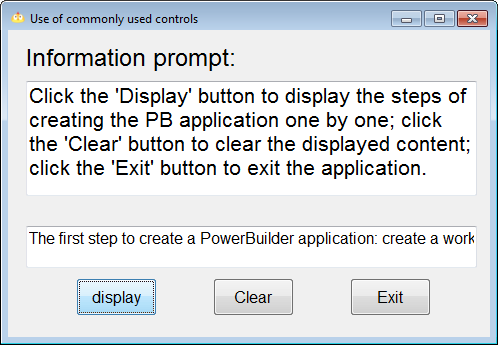 Use of commonly used controls
Information prompt:
Click the 'Display' button to display the steps of
creating the PB application one by one; click
the 'Clear' button to clear the displayed content;
click the 'Exit' button to exit the application.
The first step to create a PowerBuilder application: create a work
display
Clear
Exit